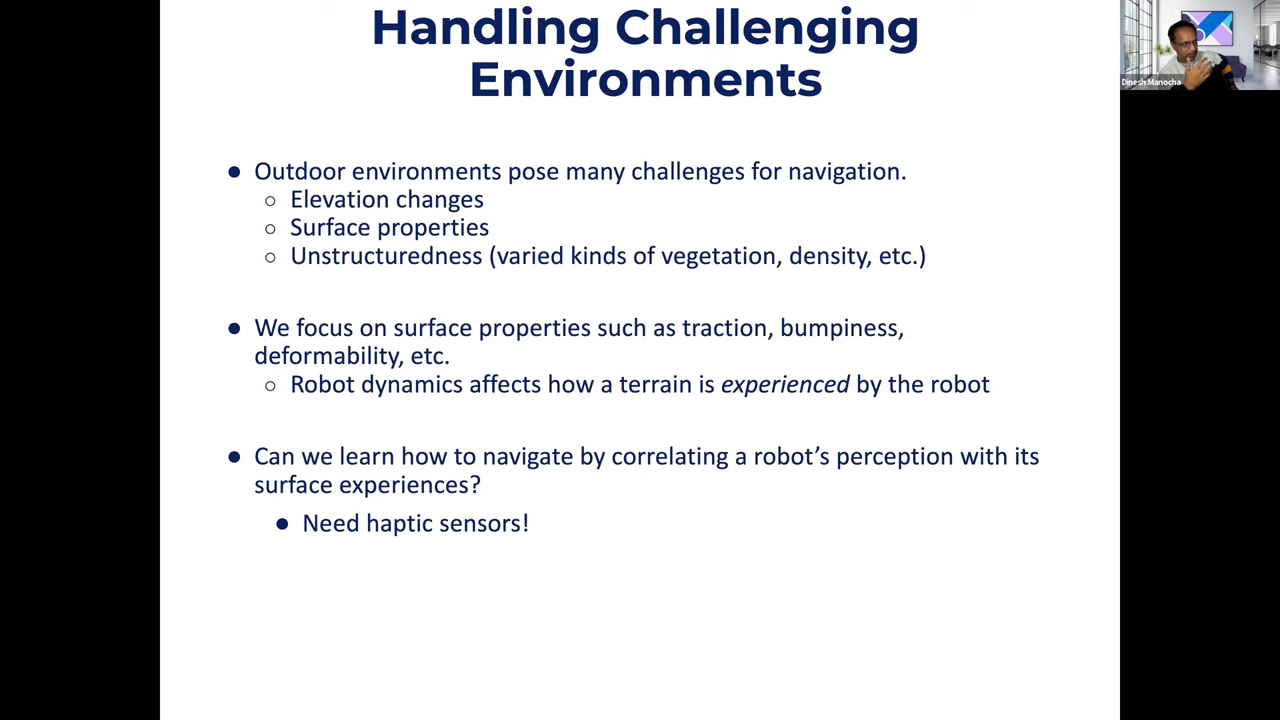 Handling Challenging
Environments
Dinesh Manocha
● Outdoor environments pose many challenges for navigation.
○ Elevation changes
○ Surface properties
○ Unstructuredness (varied kinds of vegetation, density, etc.)
● We focus on surface properties such as traction, bumpiness,
deformability, etc.
○ Robot dynamics affects how a terrain is experienced by the robot
● Can we learn how to navigate by correlating a robot’s perception with its
surface experiences?
● Need haptic sensors!